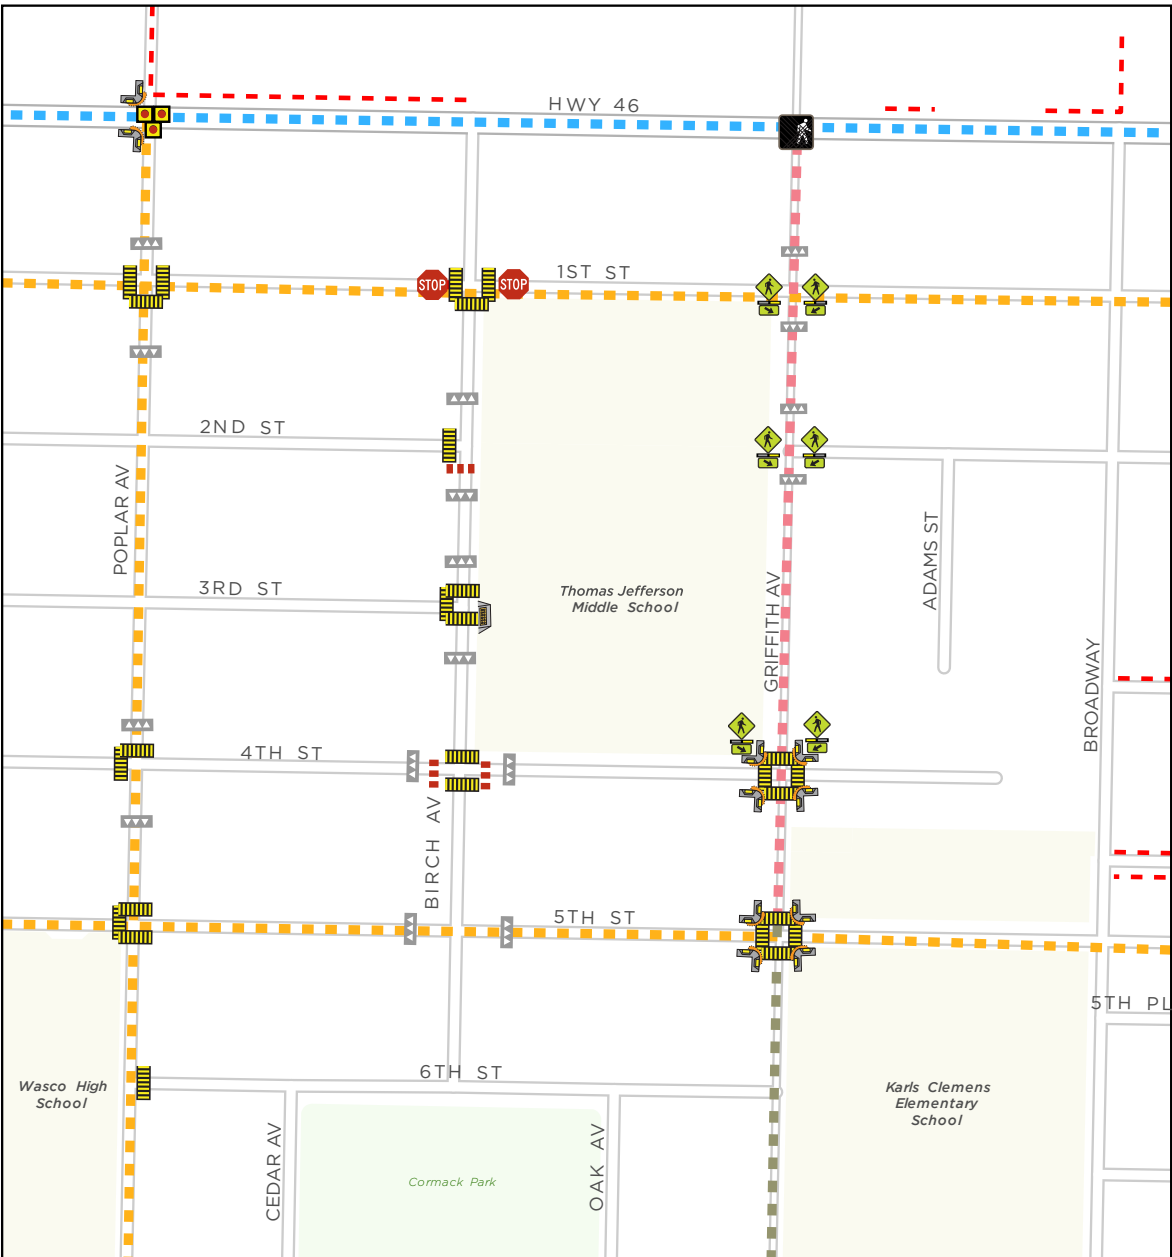 HWY 46
1ST ST
STOP
STOP
2ND ST
POPLAR AV
ADAMS ST
3RD ST
Thomas Jefferson
Middle School
GRIFFITH AV
BROADWAY
4TH ST
BIRCH AV
5TH ST
5TH PL
6TH ST
Wasco High
School
Karls Clemens
Elementary
School
CEDAR AV
OAK AV
Cormack Park